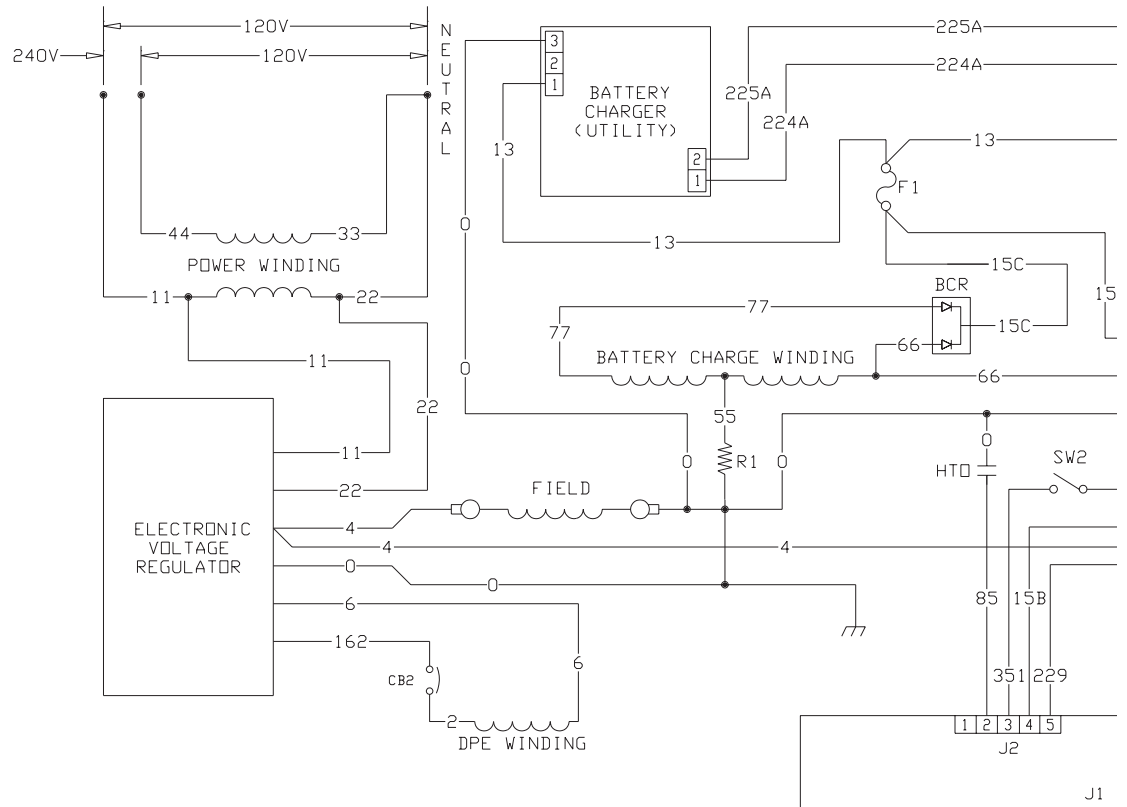 120V
240V
120V
NEUTRAL
44
33
POWER WINDING
11
22
11
22
11
22
ELECTRONIC
VOLTAGE
REGULATOR
4
4
4
0
0
6
6
162
CB2
2
DPE WINDING
FIELD
3
2
1
BATTERY
CHARGER
(UTILITY)
2
1
225A
224A
225A
224A
13
13
13
0
0
F1
15C
15
BCR
15C
77
77
66
BATTERY CHARGE WINDING
66
55
R1
0
0
0
HTO
SW2
85
15B
351
229
1
2
3
4
5
J2
J1